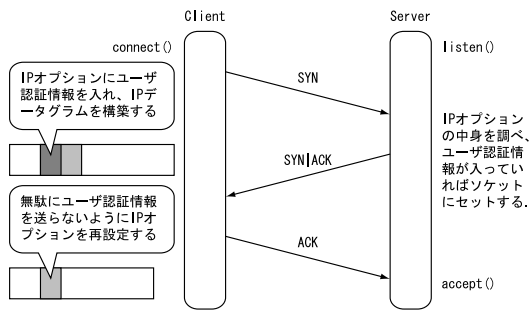 Client
Server
connect()
listen()
IPオプションにユーザ
認証情報を入れ、IPデ
ータグラムを構築する
SYN
IPオプション
の中身を調べ、
ユーザ認証情
報が入ってい
ればソケット
にセットする.
SYN|ACK
無駄にユーザ認証情報
を送らないようにIPオ
プションを再設定する
ACK
accept()